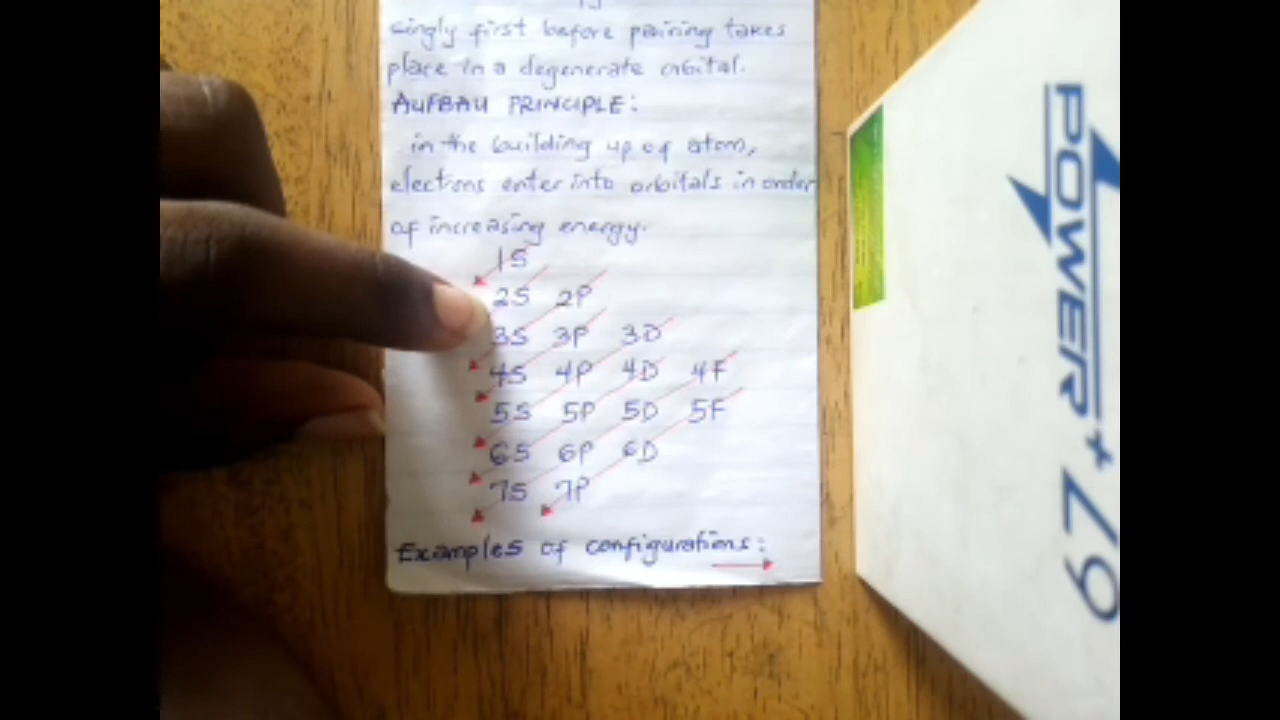 singly first before pairing takes
place in a degenerate orbital.
AUFBAU PRINCIPLE:
in the building up of atom,
electrons enter into orbitals in order
of increasing energy.
1S
2S 2P
3S 3P 3D
4S 4P 4D 4F
5S 5P 5D 5F
6S 6P 6D
7S 7P
Examples of configurations:
POWER+ L9